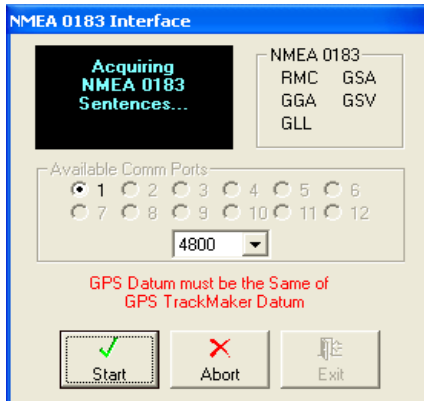 NMEA 0183 Interface
Acquiring
NMEA 0183
Sentences...
NMEA 0183
RMC GSA
GGA GSV
GLL
Available Comm Ports
1 2 3 4 5 6
7 8 9 10 11 12
4800
GPS Datum must be the Same of
GPS TrackMaker Datum
Start Abort Exit